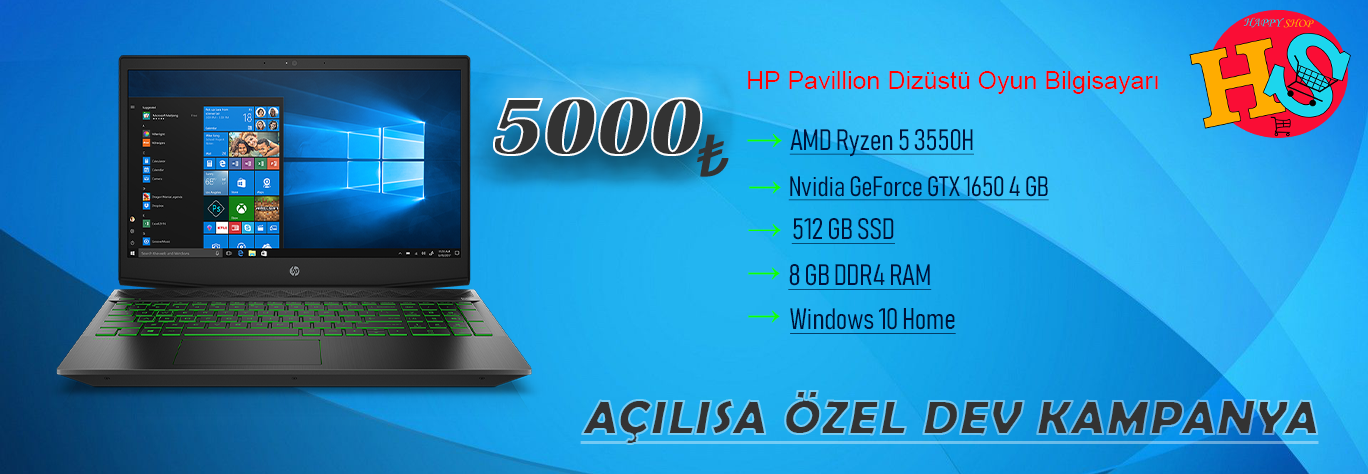 HAPPY SHOP
HS
HP Pavillion Dizüstü Oyun Bilgisayarı
5000₺
AMD Ryzen 5 3550H
Nvidia GeForce GTX 1650 4 GB
512 GB SSD
8 GB DDR4 RAM
Windows 10 Home
hp
AÇILISA ÖZEL DEV KAMPANYA